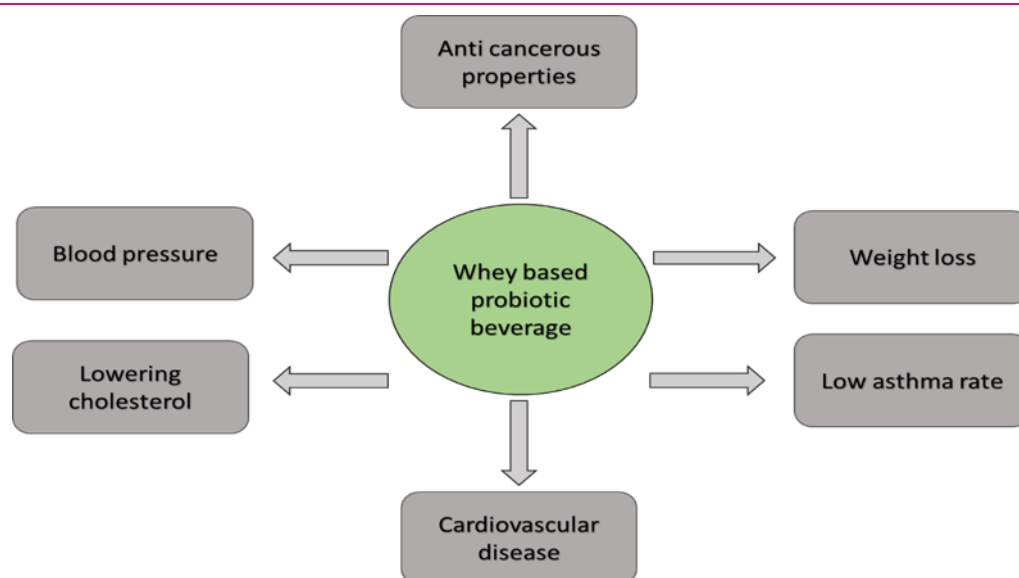 Anti cancerous
properties
Blood pressure
Whey based
probiotic
beverage
Weight loss
Lowering
cholesterol
Low asthma rate
Cardiovascular
disease